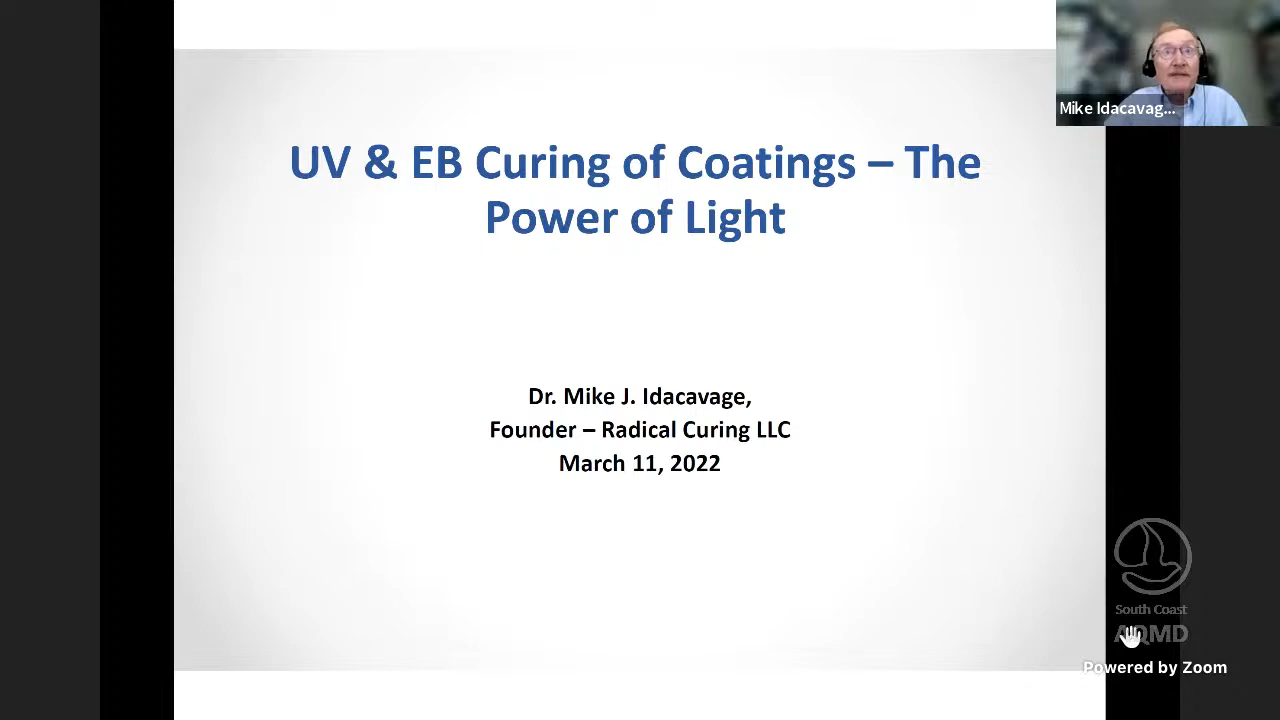 Mike Idacavag...
UV & EB Curing of Coatings – The
Power of Light
Dr. Mike J. Idacavage,
Founder – Radical Curing LLC
March 11, 2022
South Coast
AQMD
Powered by Zoom